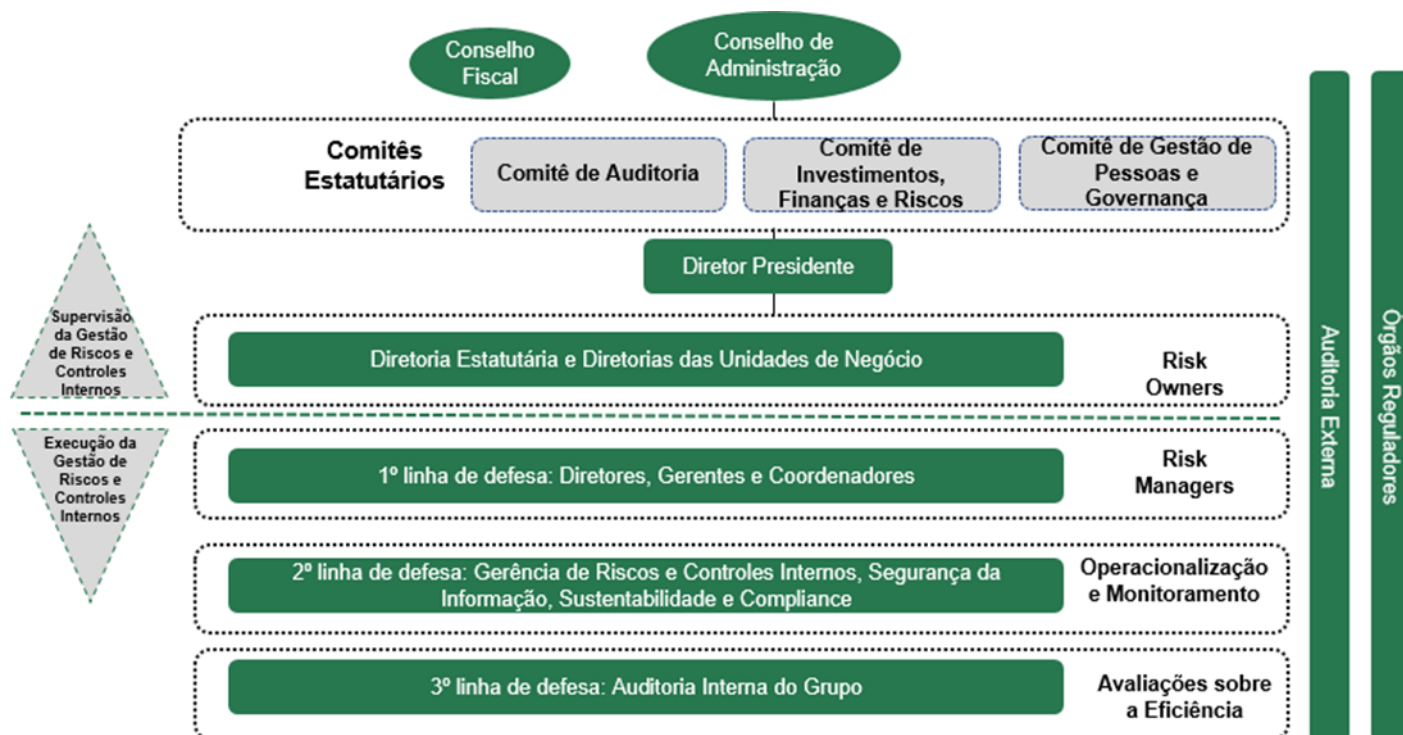 Conselho
Fiscal
Conselho de
Administração
Comitês
Estatutários
Comitê de Auditoria
Comitê de
Investimentos,
Finanças e Riscos
Comitê de Gestão de
Pessoas e
Governança
Diretor Presidente
Supervisão
da Gestão
de Riscos e
Controles
Internos
Diretoria Estatutária e Diretorias das Unidades de Negócio
Risk
Owners
Execução da
Gestão de
Riscos e
Controles
Internos
1º linha de defesa: Diretores, Gerentes e Coordenadores
Risk
Managers
2º linha de defesa: Gerência de Riscos e Controles Internos, Segurança da
Informação, Sustentabilidade e Compliance
Operacionalização
e Monitoramento
3º linha de defesa: Auditoria Interna do Grupo
Avaliações sobre
a Eficiência
Auditoria Externa
Órgãos Reguladores